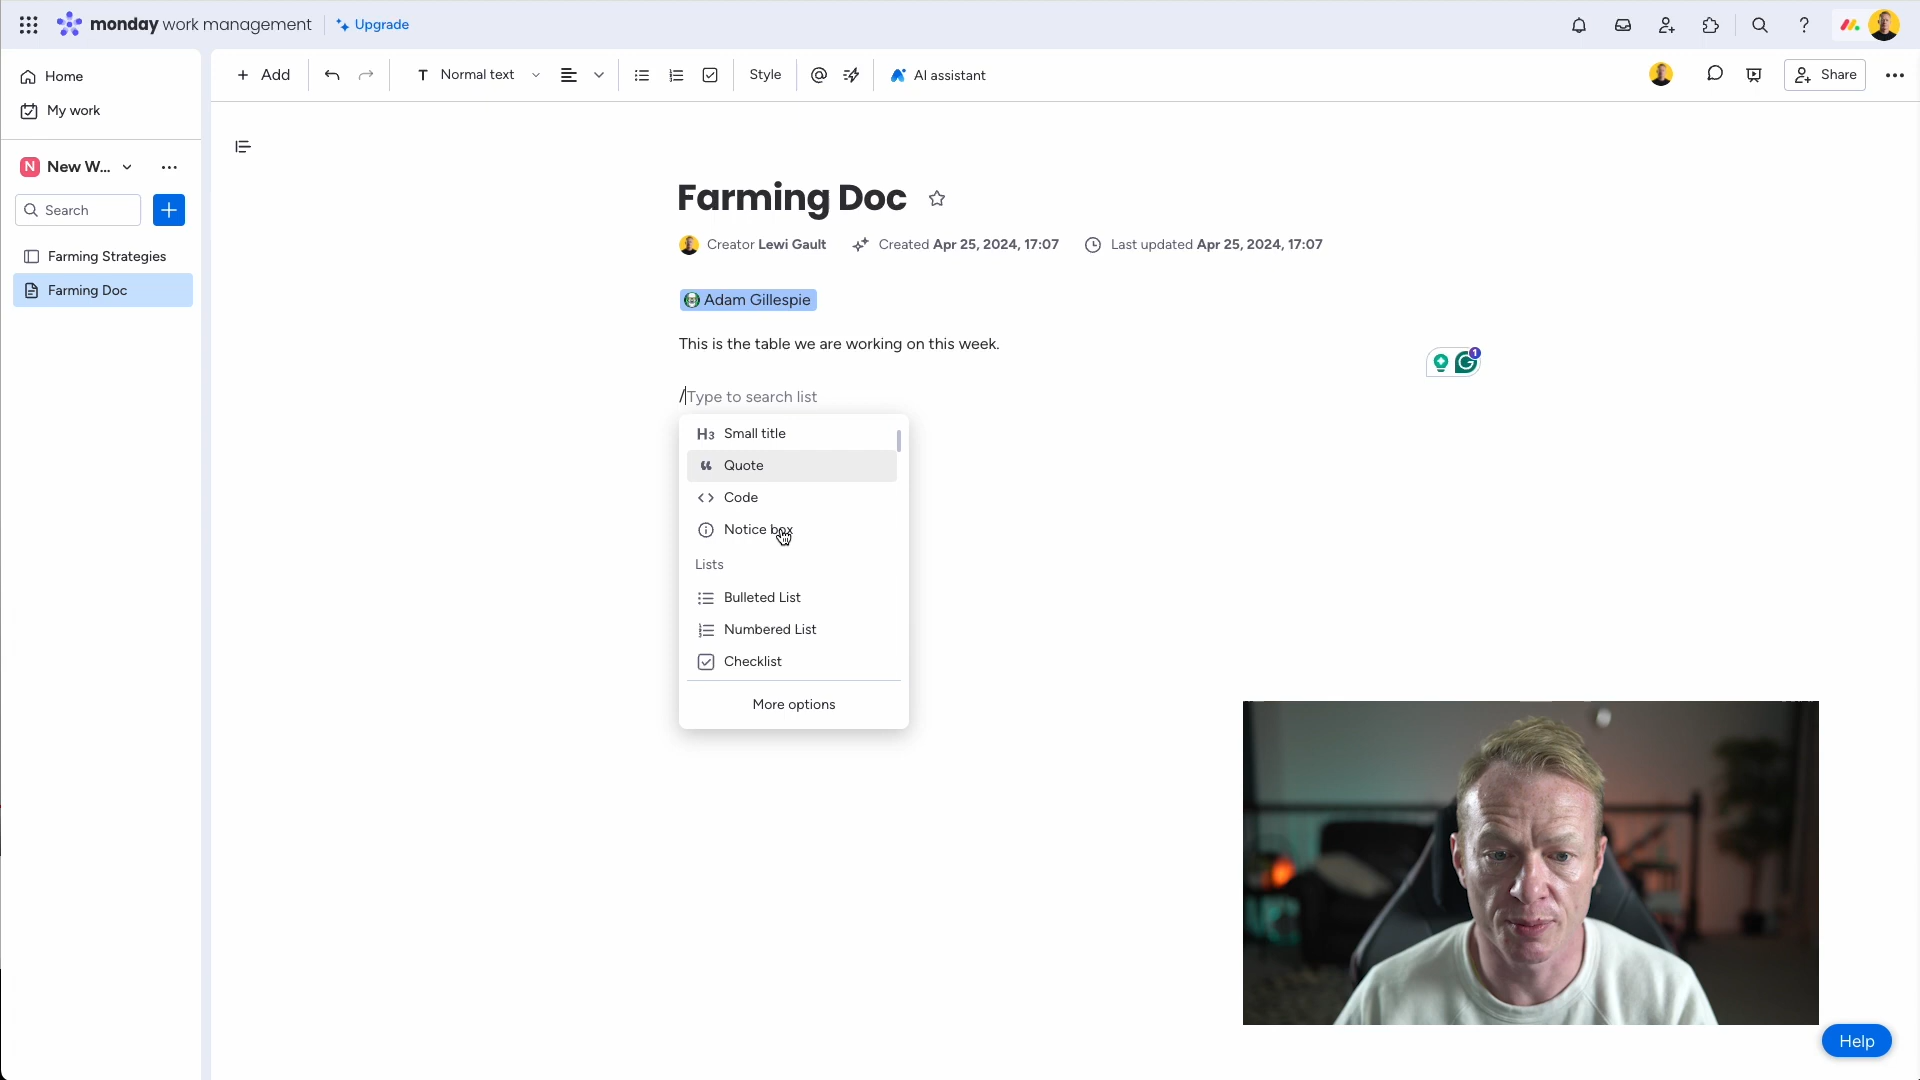 monday work management
Upgrade
Home
My work
N New W...
Search
Farming Strategies
Farming Doc
+ Add
T Normal text
Style
AI assistant
Share
Farming Doc
Creator Lewi Gault
Created Apr 25, 2024, 17:07
Last updated Apr 25, 2024, 17:07
Adam Gillespie
This is the table we are working on this week.
1
/Type to search list
H3 Small title
Quote
Code
Notice box
Lists
Bulleted List
Numbered List
Checklist
More options
Help